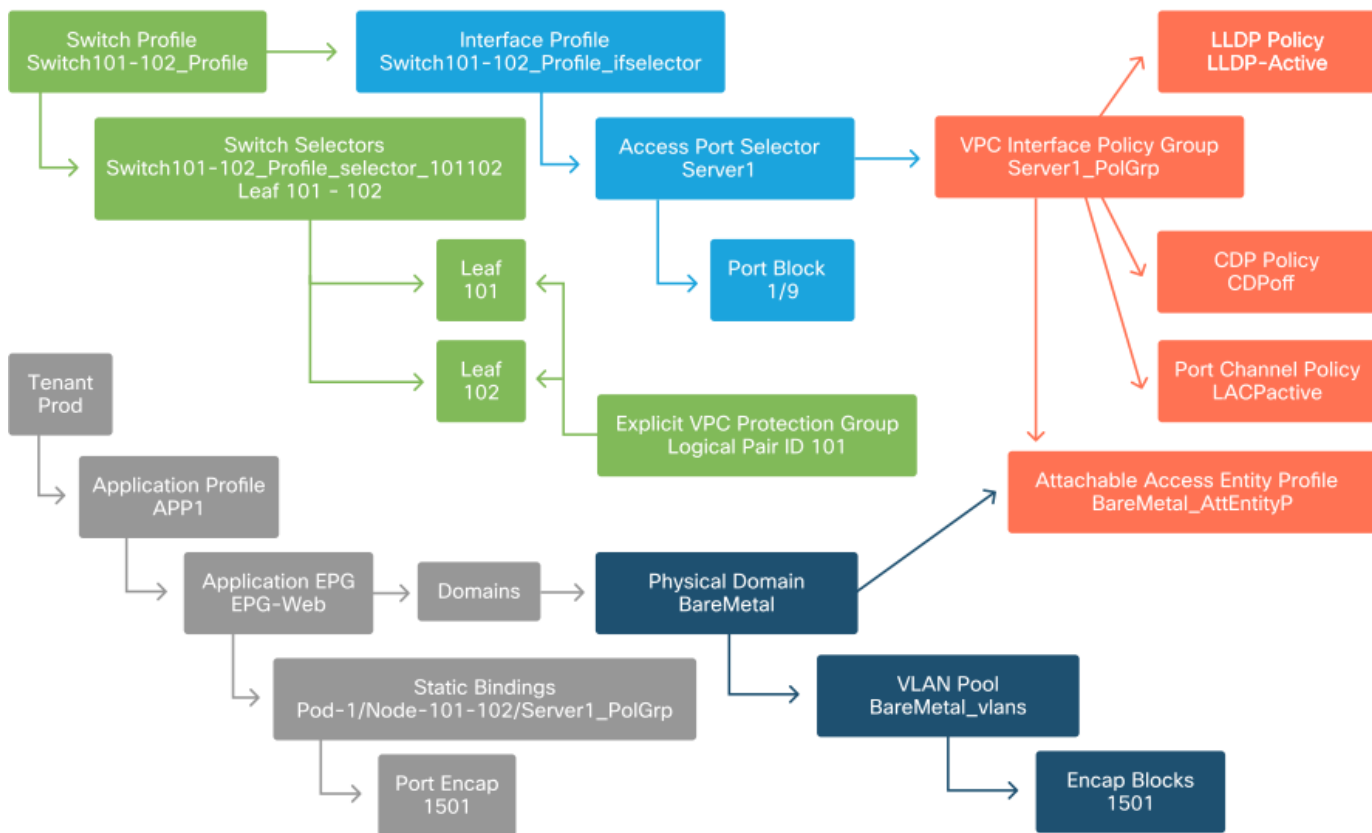 Switch Profile
Switch101-102_Profile
Interface Profile
Switch101-102_Profile_ifselector
LLDP Policy
LLDP-Active
Switch Selectors
Switch101-102_Profile_selector_101102
Leaf 101 - 102
Access Port Selector
Server1
VPC Interface Policy Group
Server1_PolGrp
Leaf
101
Port Block
1/9
CDP Policy
CDPoff
Tenant
Prod
Leaf
102
Port Channel Policy
LACPactive
Explicit VPC Protection Group
Logical Pair ID 101
Application Profile
APP1
Attachable Access Entity Profile
BareMetal_AttEntityP
Application EPG
EPG-Web
Domains
Physical Domain
BareMetal
Static Bindings
Pod-1/Node-101-102/Server1_PolGrp
VLAN Pool
BareMetal_vlans
Port Encap
1501
Encap Blocks
1501